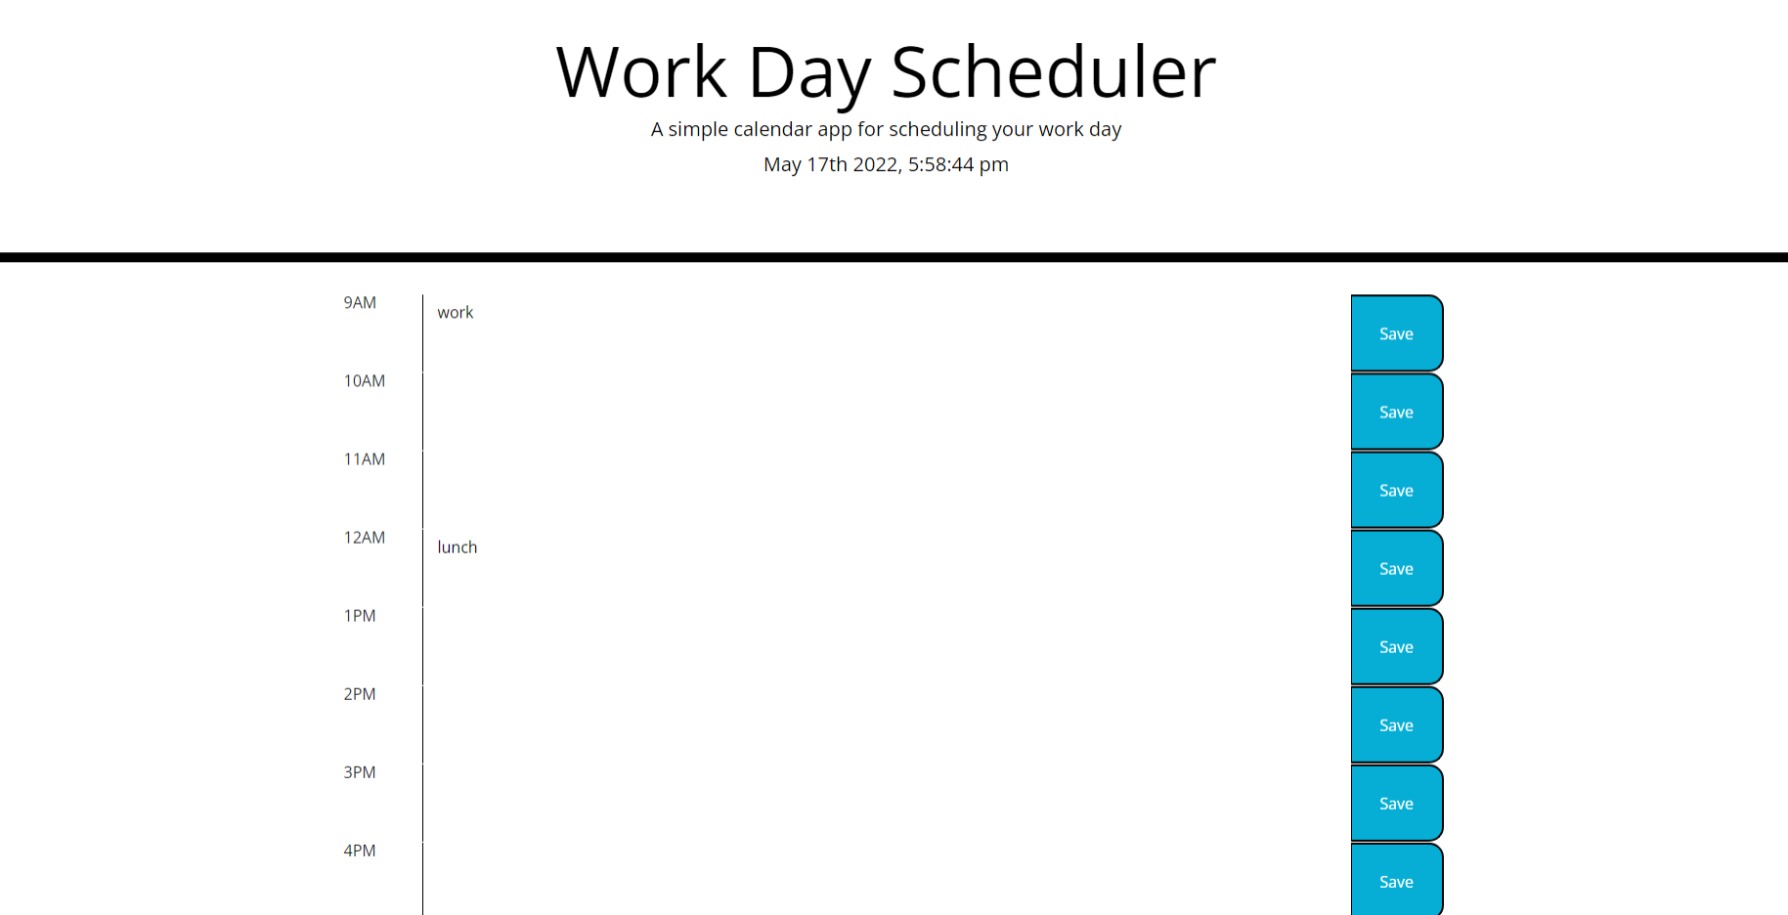 Work Day Scheduler
A simple calendar app for scheduling your work day
May 17th 2022, 5:58:44 pm
9AM work Save
10AM Save
11AM Save
12AM lunch Save
1PM Save
2PM Save
3PM Save
4PM Save